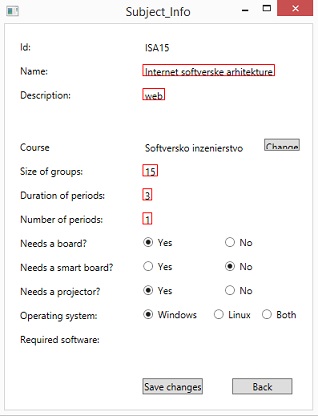 Subject_Info
Id: ISA15
Name: Internet softverske arhitekture
Description: web
Course Softversko inzenierstvo Change
Size of groups: 15
Duration of periods: 3
Number of periods: 1
Needs a board? Yes No
Needs a smart board? Yes No
Needs a projector? Yes No
Operating system: Windows Linux Both
Required software:
Save changes Back